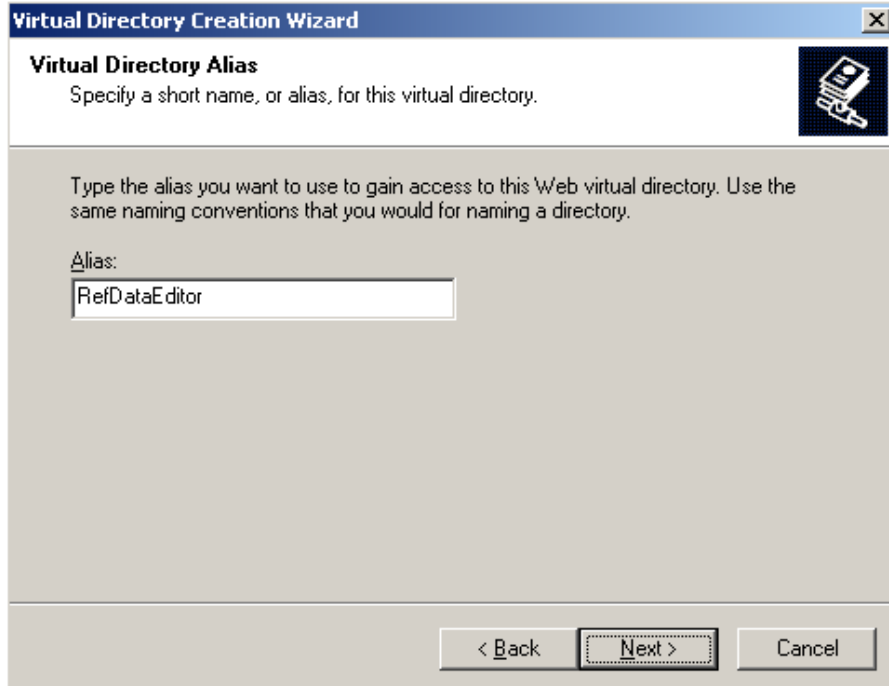 Virtual Directory Creation Wizard
Virtual Directory Alias
Specify a short name, or alias, for this virtual directory.
Type the alias you want to use to gain access to this Web virtual directory. Use the
same naming conventions that you would for naming a directory.
Alias:
RefDataEditor
< Back Next > Cancel